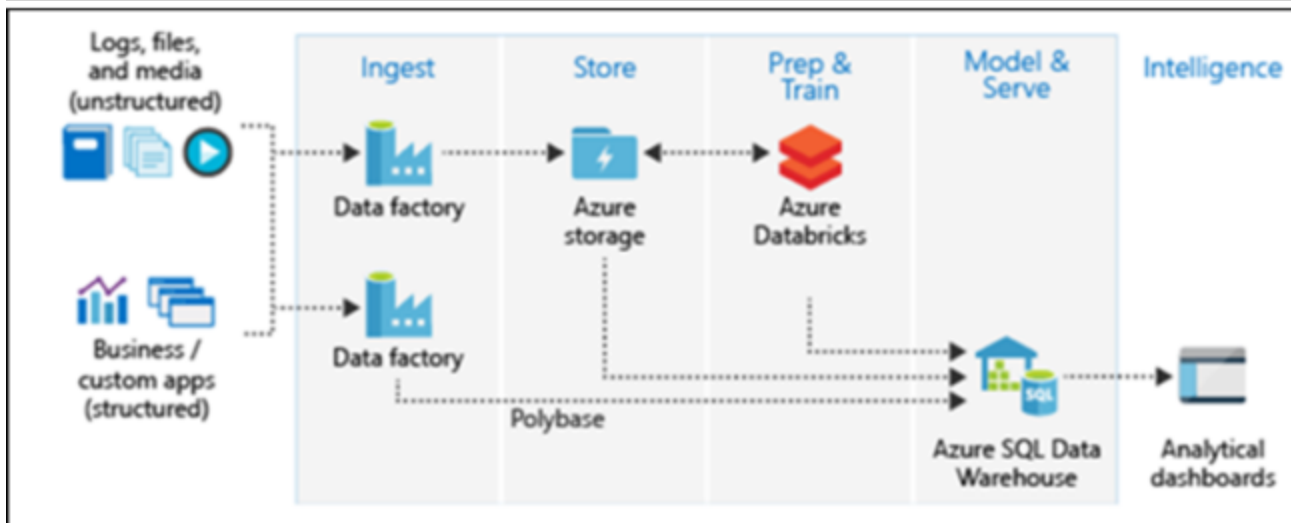 Logs, files,
and media
(unstructured)
Ingest
Store
Prep &
Train
Model &
Serve
Intelligence
Data factory
Azure
storage
Azure
Databricks
Data factory
Business /
custom apps
(structured)
Polybase
SQL
Azure SQL Data
Warehouse
Analytical
dashboards